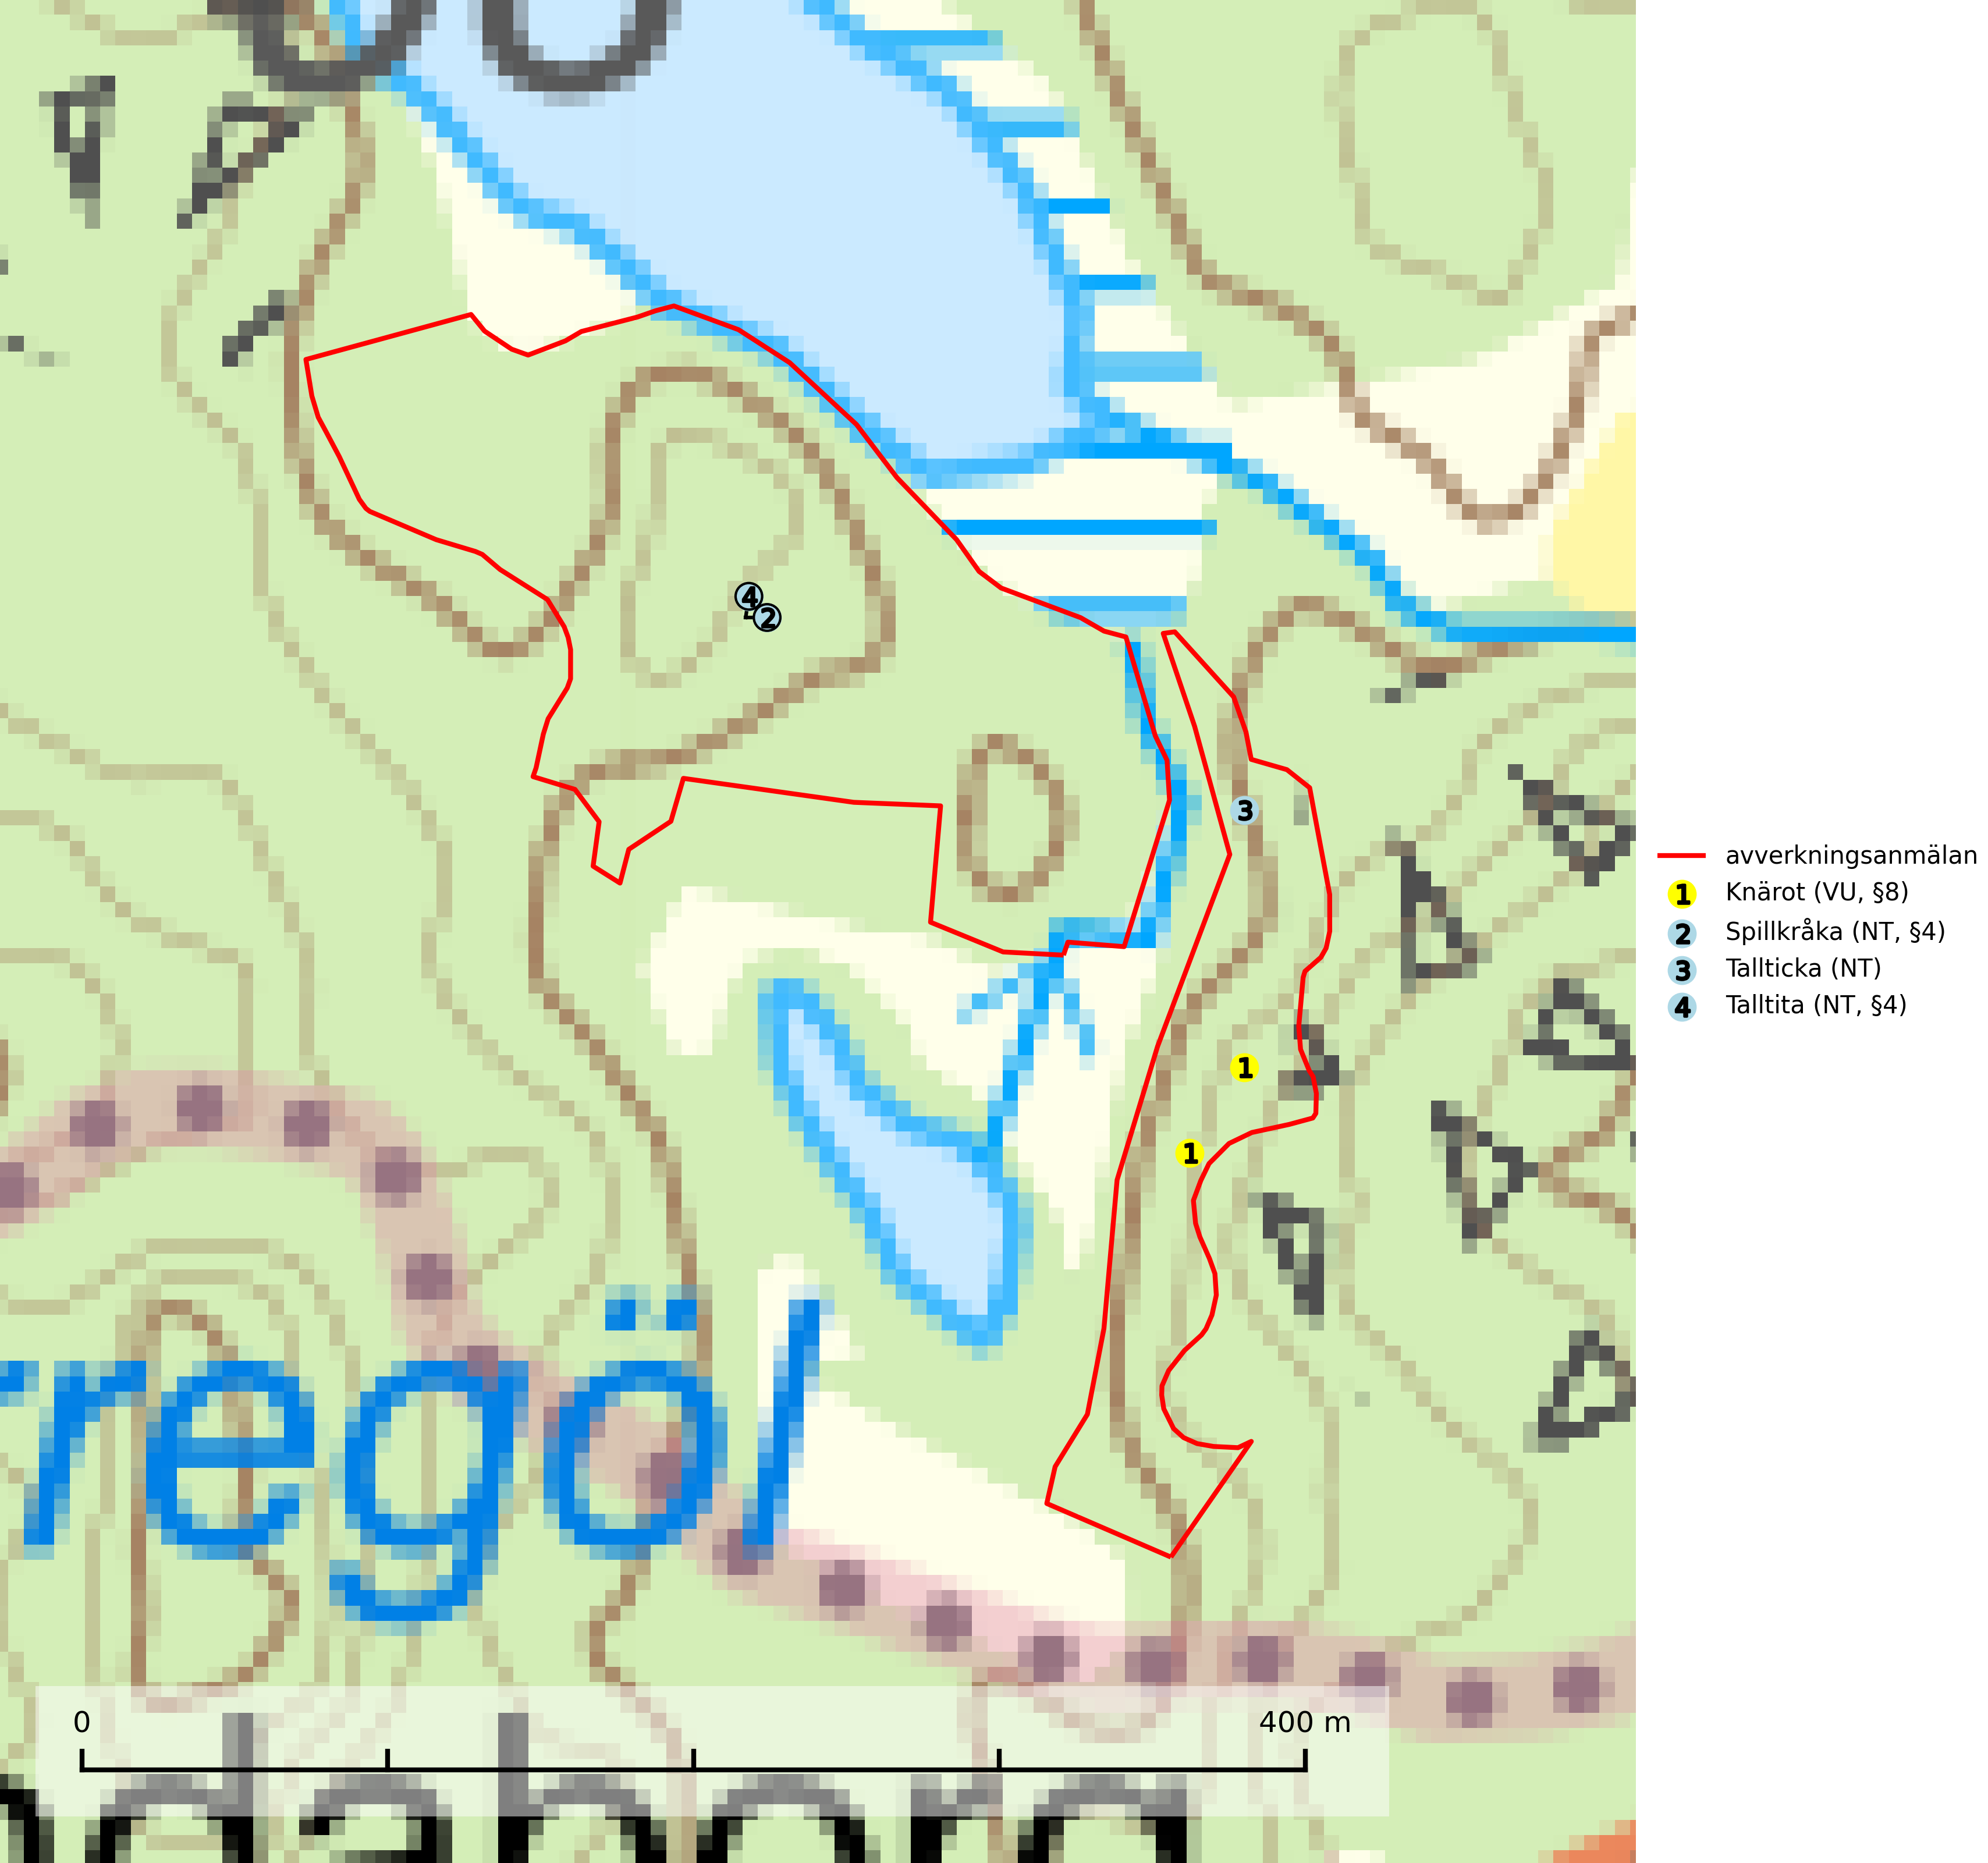 4
2
3
1
1
regöl
0
400 m
avverkningsanmälan
1 Knärot (VU, §8)
2 Spillkråka (NT, §4)
3 Tallticka (NT)
4 Talltita (NT, §4)